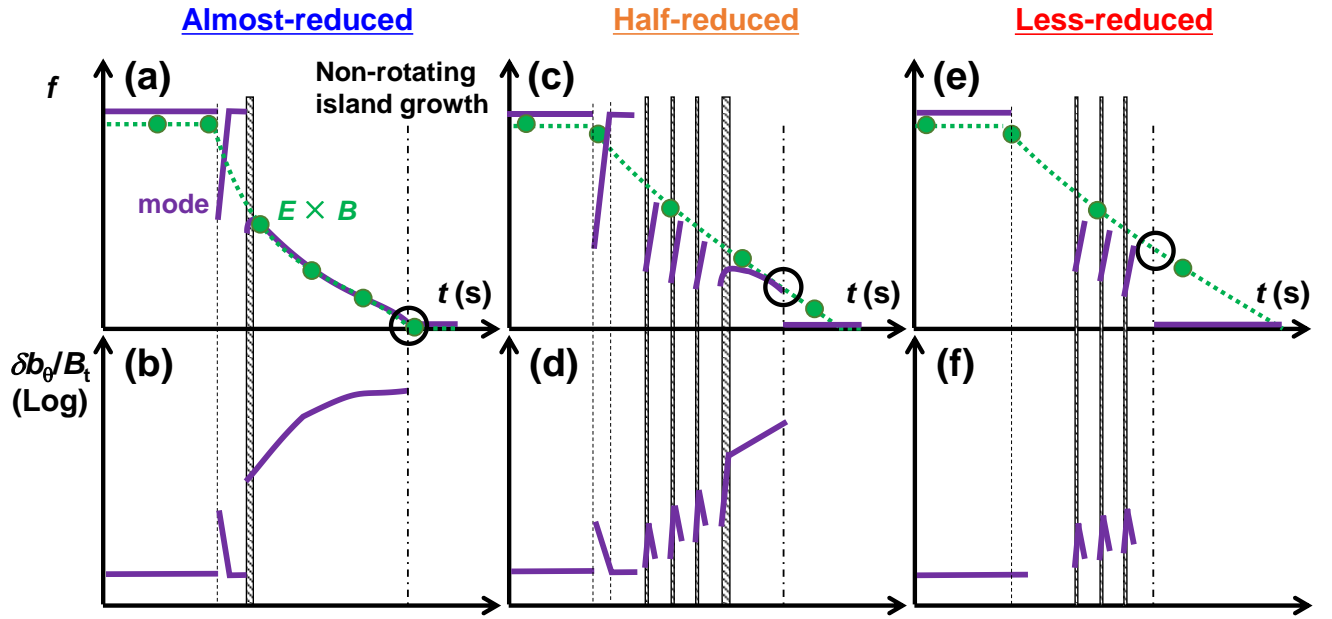 Almost-reduced
Half-reduced
Less-reduced
f
(a)
Non-rotating
island growth
mode
E × B
t (s)
(c)
t (s)
(e)
t (s)
δbθ/Bt
(Log)
(b)
(d)
(f)